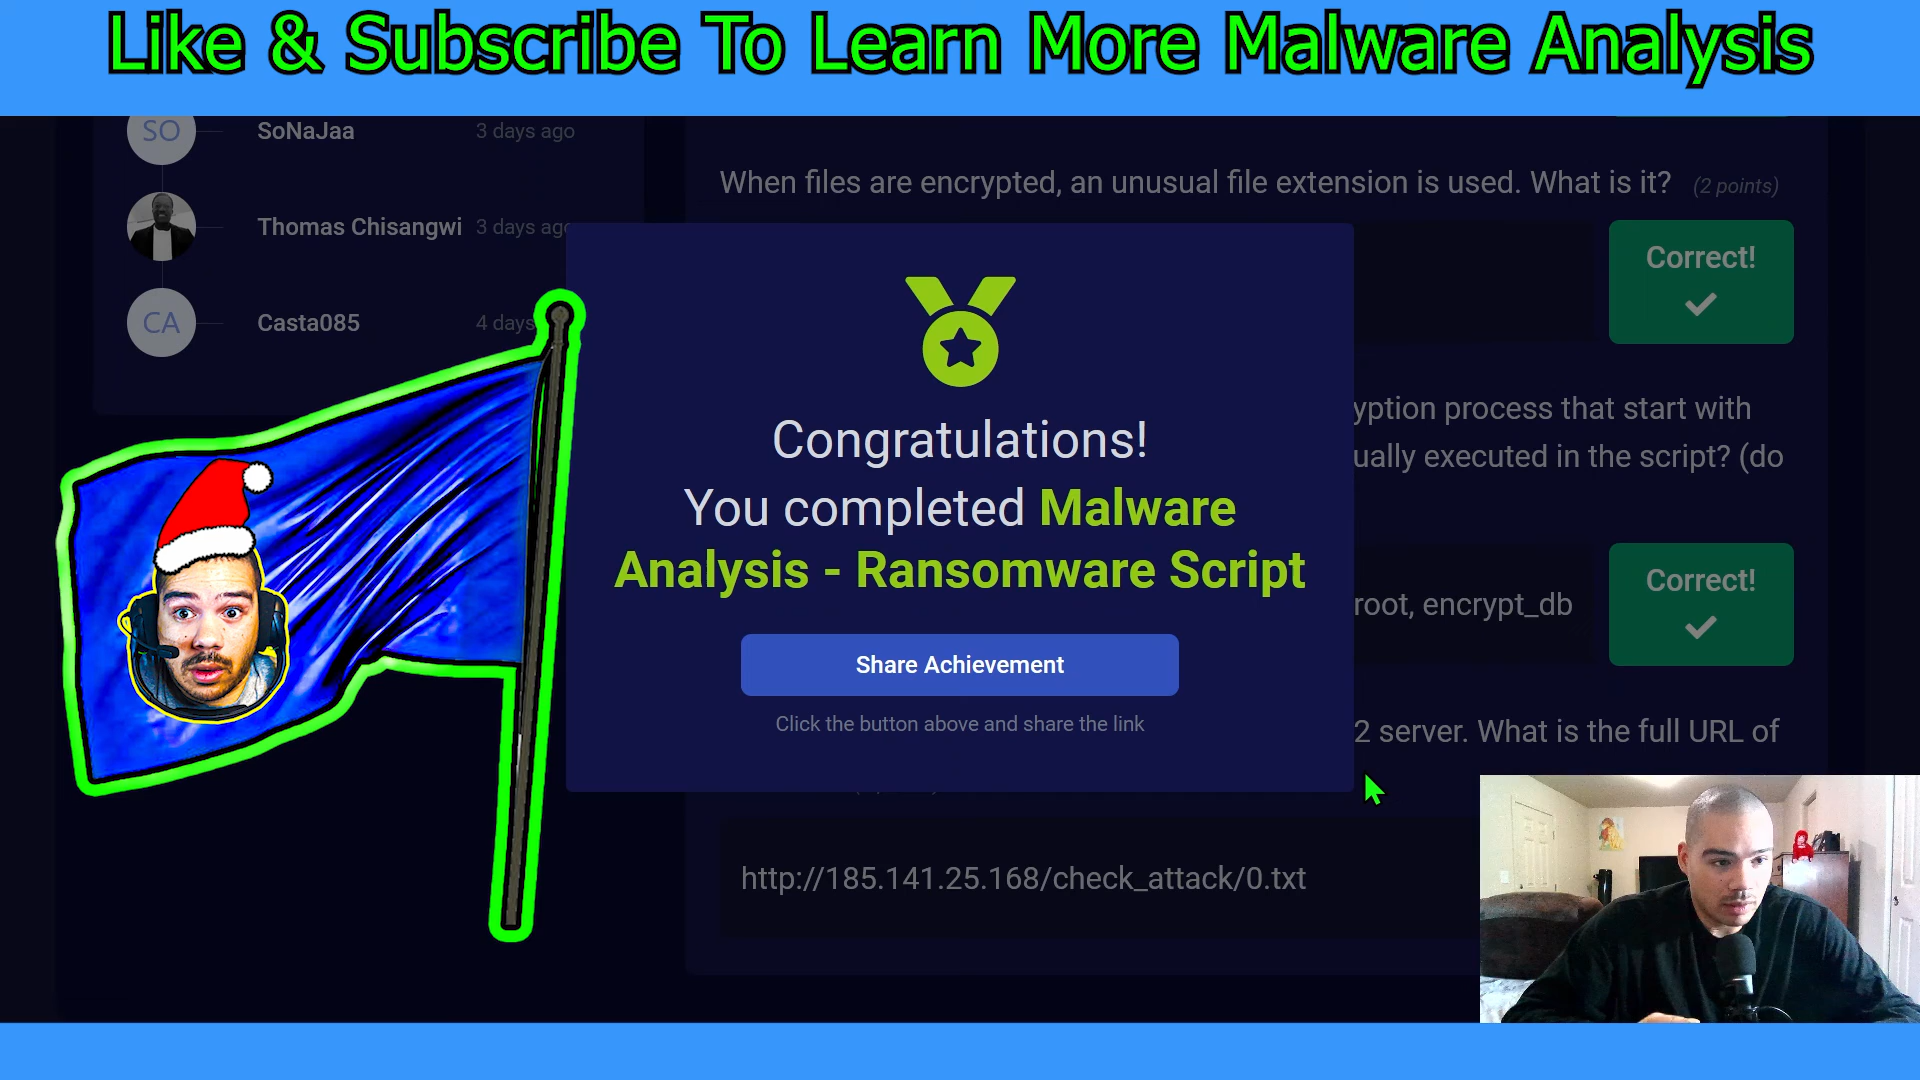 Like & Subscribe To Learn More Malware Analysis
SO
SoNaJaa
3 days ago
Thomas Chisangwi
3 days ago
CA
Casta085
4 days
When files are encrypted, an unusual file extension is used. What is it? (2 points)
Correct!
yption process that start with
ually executed in the script? (do
root, encrypt_db
Correct!
2 server. What is the full URL of
http://185.141.25.168/check_attack/0.txt
Congratulations!
You completed Malware
Analysis - Ransomware Script
Share Achievement
Click the button above and share the link